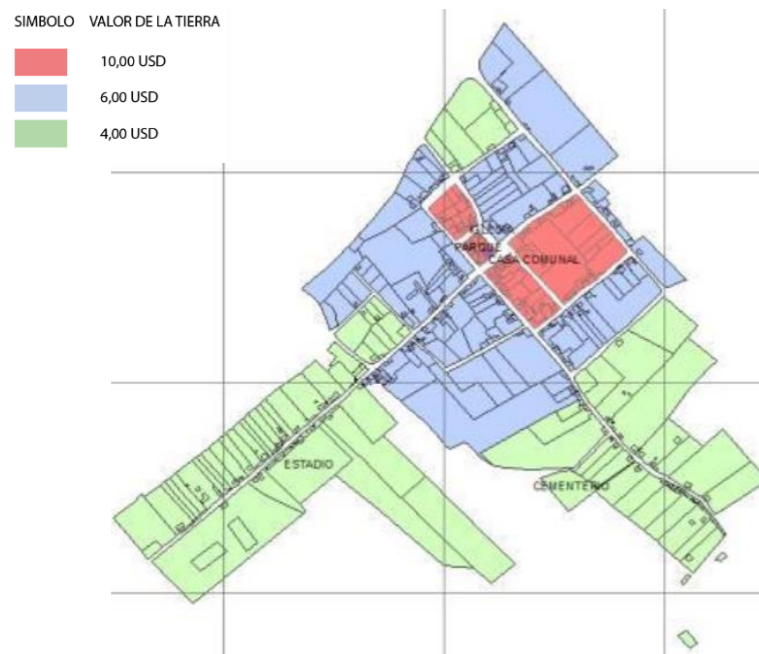 SIMBOLO VALOR DE LA TIERRA
10,00 USD
6,00 USD
4,00 USD
IGLESIA
PARQUE
CASA COMUNAL
ESTADIO
CEMENTERIO